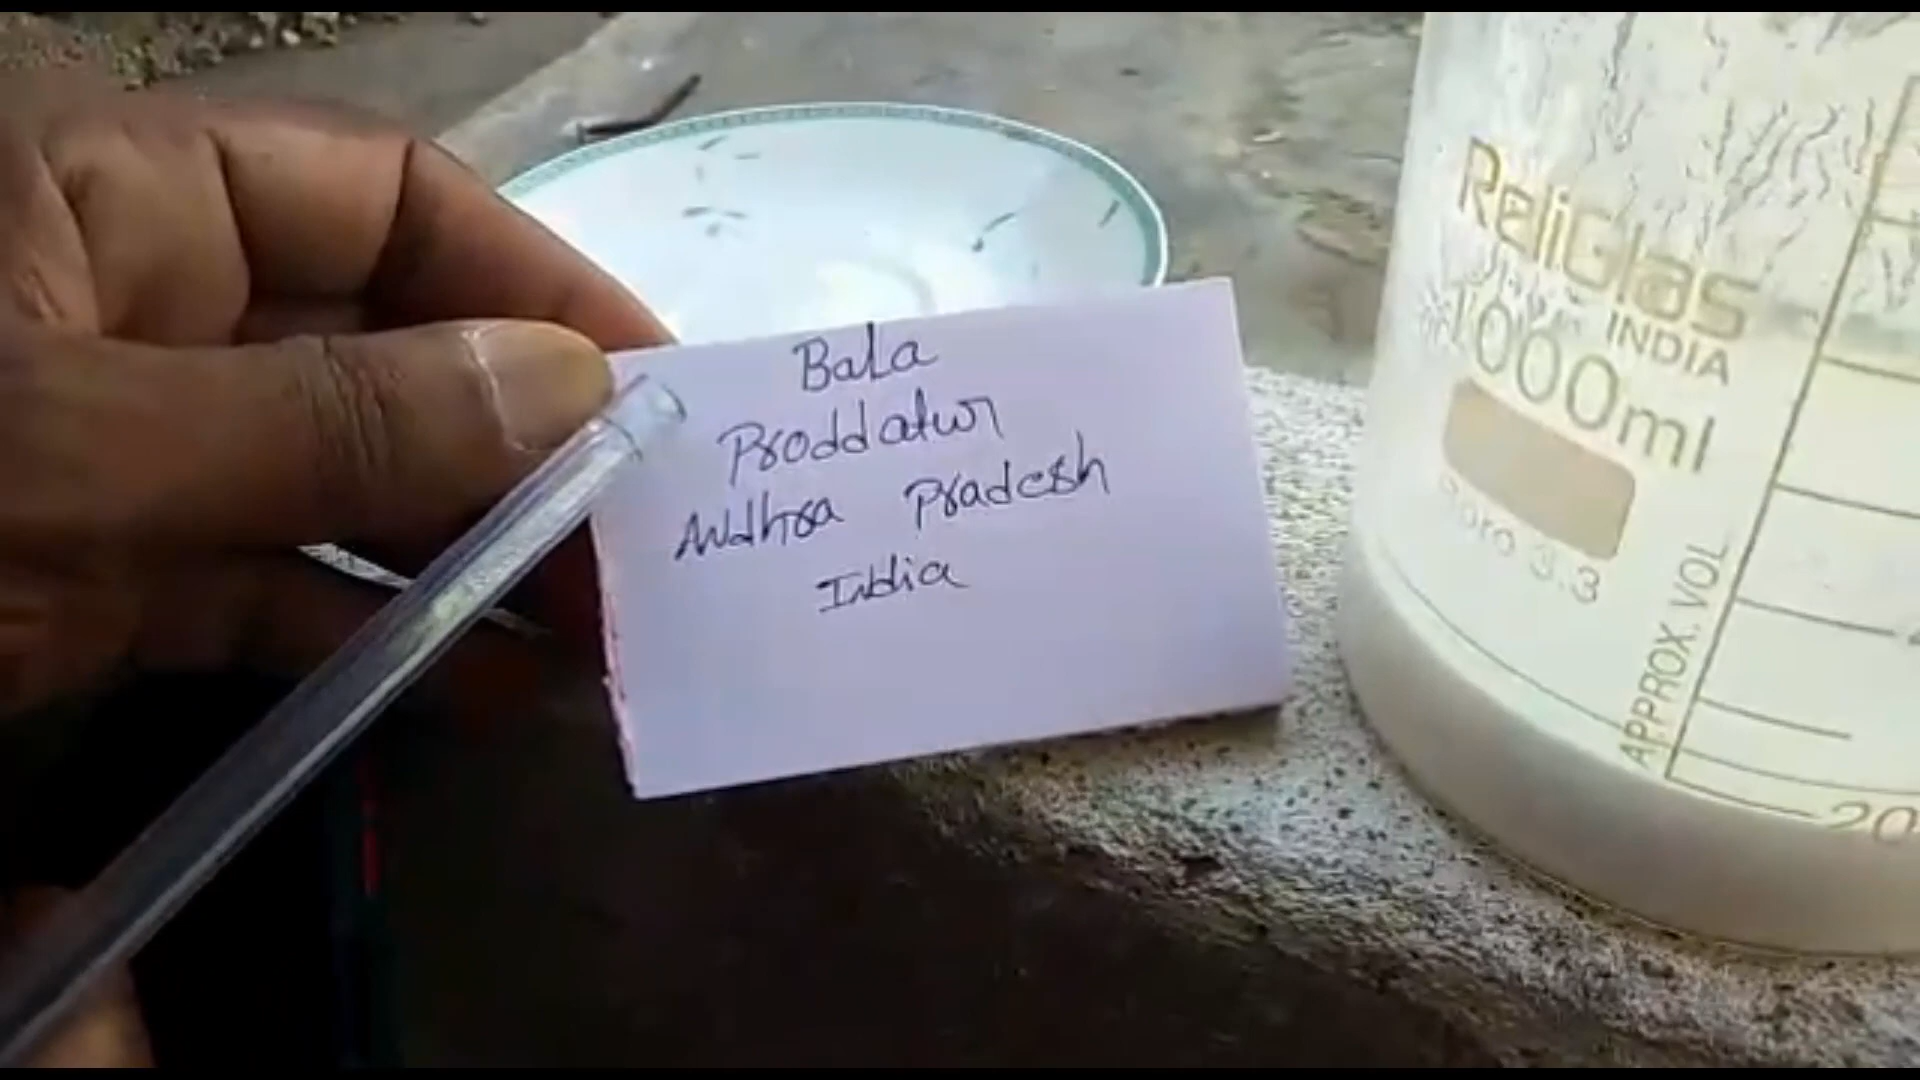 Bala
Proddatur
Andhra Pradesh
India
ReliGlas
INDIA
1000ml
Boro 3.3
APPROX. VOL